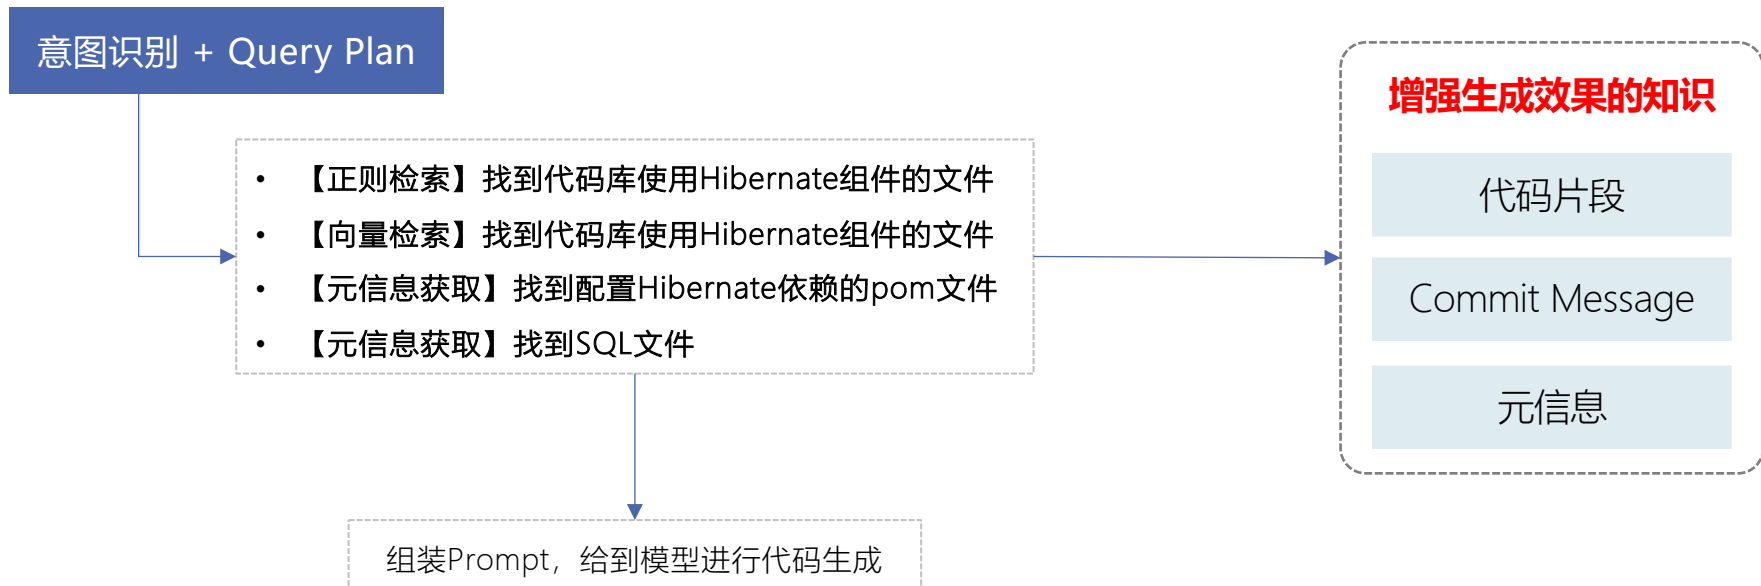 意图识别 + Query Plan
• 【正则检索】找到代码库使用Hibernate组件的文件
• 【向量检索】找到代码库使用Hibernate组件的文件
• 【元信息获取】找到配置Hibernate依赖的pom文件
• 【元信息获取】找到SQL文件
组装Prompt，给到模型进行代码生成
增强生成效果的知识
代码片段
Commit Message
元信息